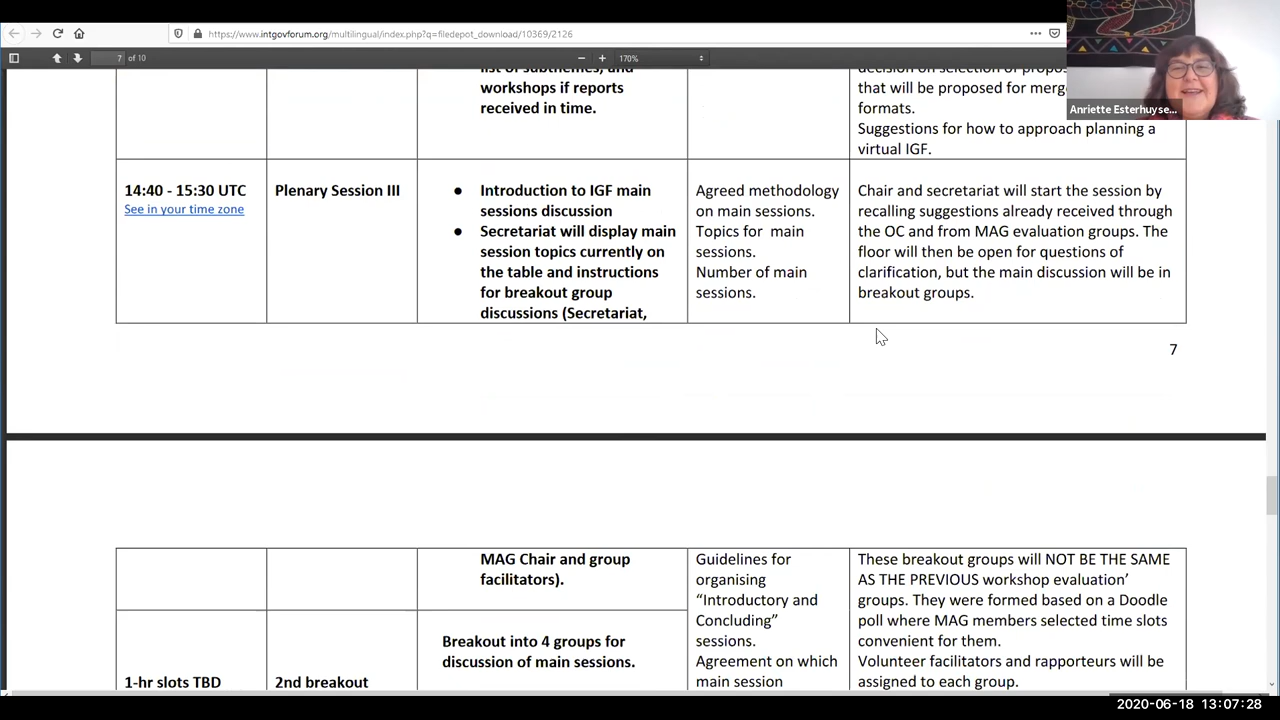 https://www.intgovforum.org/multilingual/index.php?q=filedepot_download/10369/2126
7 of 10
170%
Anriette Esterhuyse...
list of subthemes, and
workshops if reports
received in time.
decision on selection of
that will be proposed for
formats.
Suggestions for how to approach planning a
virtual IGF.
14:40 - 15:30 UTC
See in your time zone
Plenary Session III
● Introduction to IGF main
sessions discussion
● Secretariat will display main
session topics currently on
the table and instructions
for breakout group
discussions (Secretariat,
Agreed methodology
on main sessions.
Topics for main
sessions.
Number of main
sessions.
Chair and secretariat will start the session by
recalling suggestions already received through
the OC and from MAG evaluation groups. The
floor will then be open for questions of
clarification, but the main discussion will be in
breakout groups.
7
MAG Chair and group
facilitators).
Guidelines for
organising
“Introductory and
Concluding”
sessions.
Agreement on which
main session
These breakout groups will NOT BE THE SAME
AS THE PREVIOUS workshop evaluation’
groups. They were formed based on a Doodle
poll where MAG members selected time slots
convenient for them.
Volunteer facilitators and rapporteurs will be
assigned to each group.
1-hr slots TBD
2nd breakout
Breakout into 4 groups for
discussion of main sessions.
2020-06-18 13:07:28